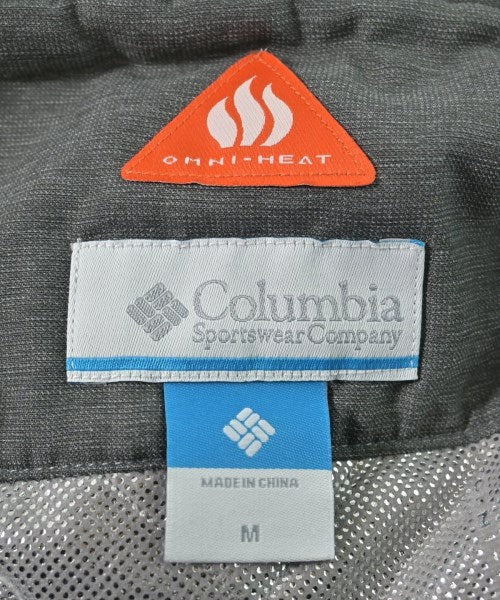 OMNI-HEAT
Columbia
Sportswear Company
MADE IN CHINA
M